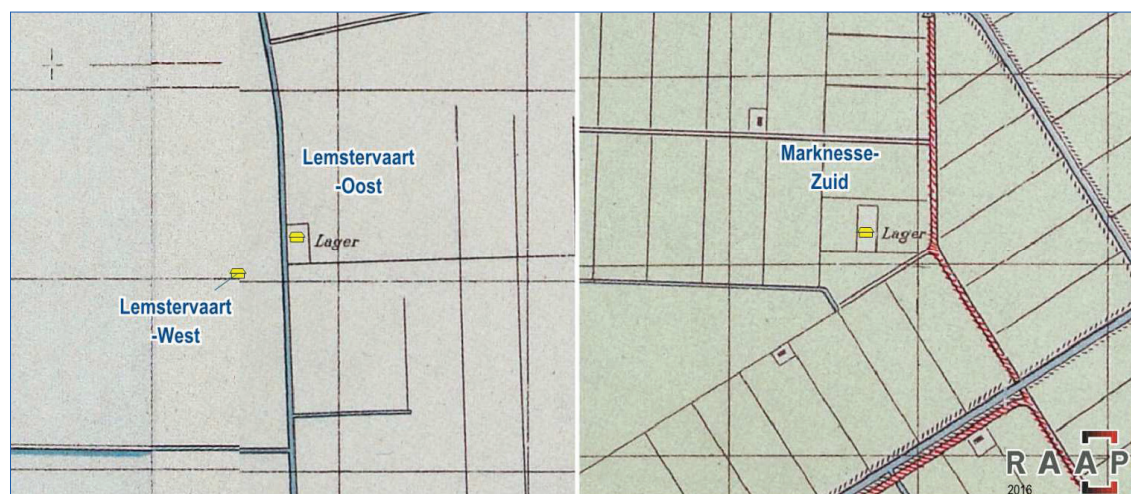 Lemstervaart
-Oost
Lager
Lemstervaart
-West
Marknesse-
Zuid
Lager
RAAP
2016